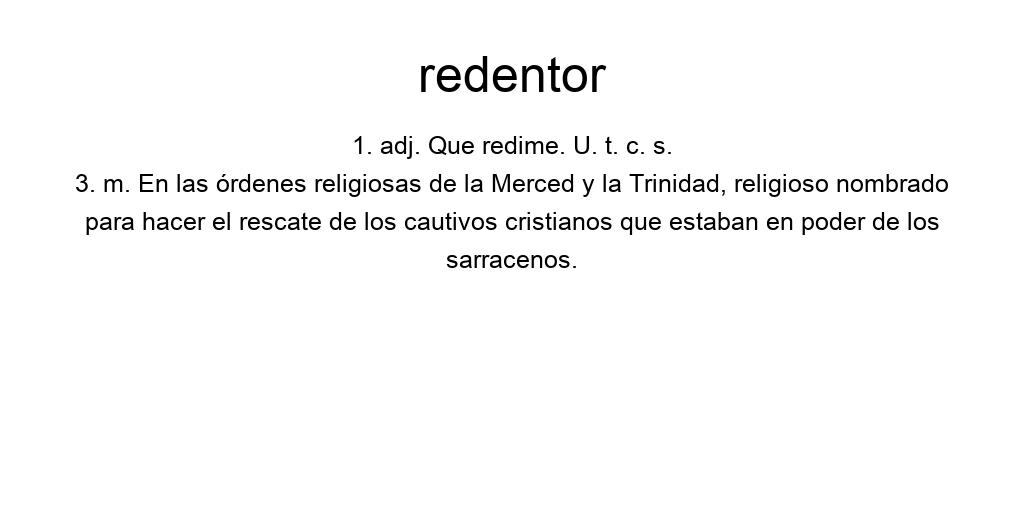 redentor
1. adj. Que redime. U. t. c. s.
3. m. En las órdenes religiosas de la Merced y la Trinidad, religioso nombrado
para hacer el rescate de los cautivos cristianos que estaban en poder de los
sarracenos.